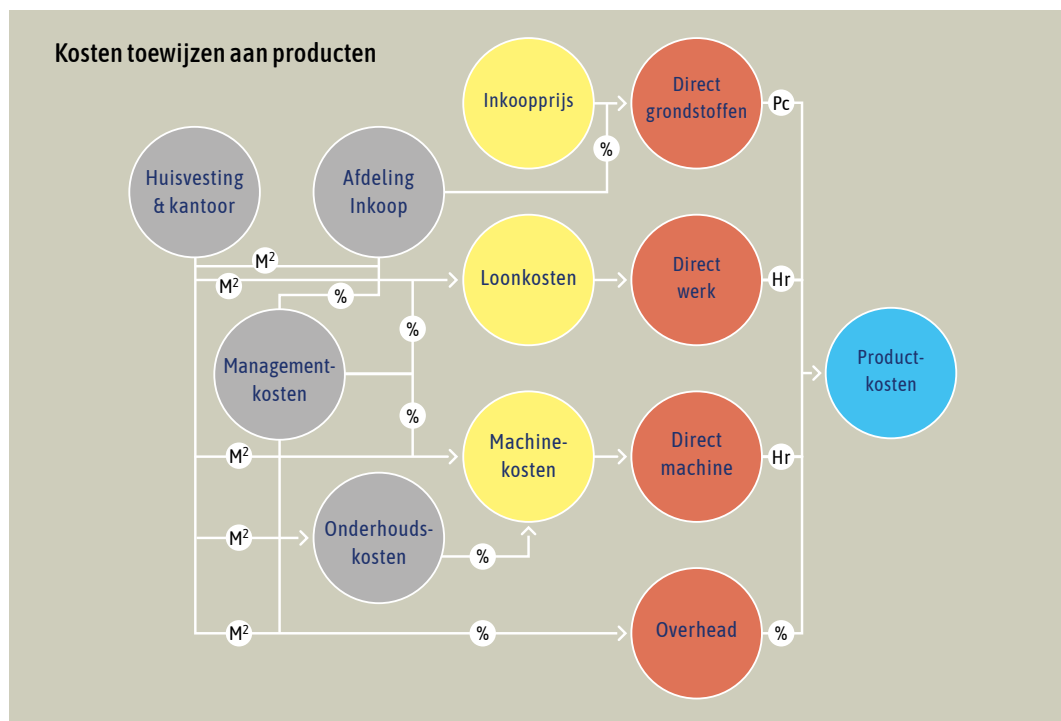 Kosten toewijzen aan producten
Inkoopprijs
Direct
grondstoffen
Pc
%
Huisvesting
& kantoor
Afdeling
Inkoop
M²
M²
%
Loonkosten
Direct
werk
Hr
%
Management-
kosten
Product-
kosten
%
M²
Machine-
kosten
Direct
machine
Hr
M²
Onderhouds-
kosten
%
M²
%
Overhead
%